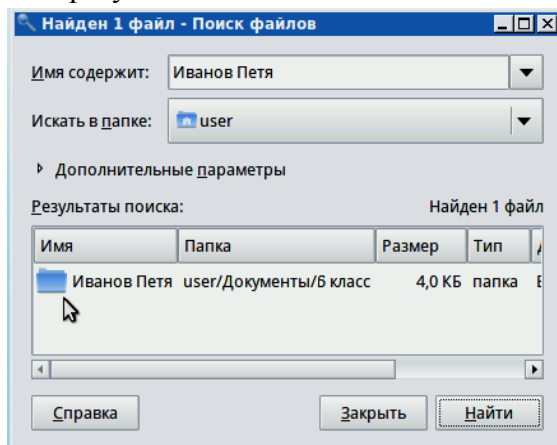 Найден 1 файл - Поиск файлов
Имя содержит: Иванов Петя
Искать в папке: user
Дополнительные параметры
Результаты поиска: Найден 1 файл
Имя Папка Размер Тип
Иванов Петя user/Документы/6 класс 4,0 КБ папка
Справка Закрыть Найти